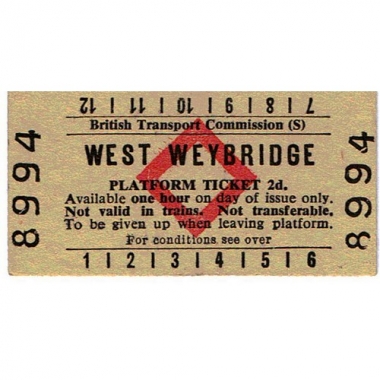 12 | 11 | 10 | 9 | 8 | 7
British Transport Commission (S)
WEST WEYBRIDGE
PLATFORM TICKET 2d.
Available one hour on day of issue only.
Not valid in trains. Not transferable.
To be given up when leaving platform.
For conditions see over
1 | 2 | 3 | 4 | 5 | 6
8994
8994